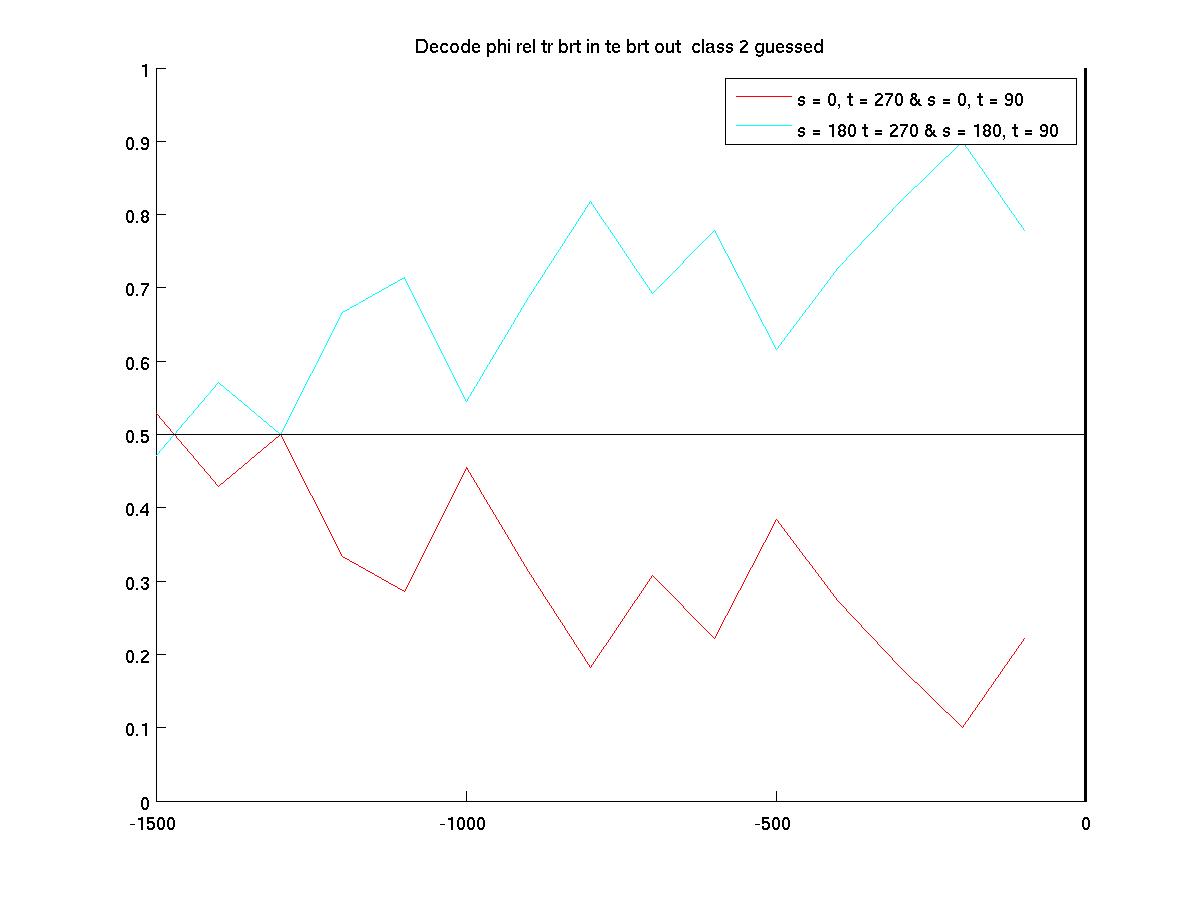 Decode phi rel tr brt in te brt out  class 2 guessed
1
s = 0, t = 270 & s = 0, t = 90
s = 180 t = 270 & s = 180, t = 90
0.9
0.8
0.7
0.6
0.5
0.4
0.3
0.2
0.1
0
-1500 -1000 -500 0